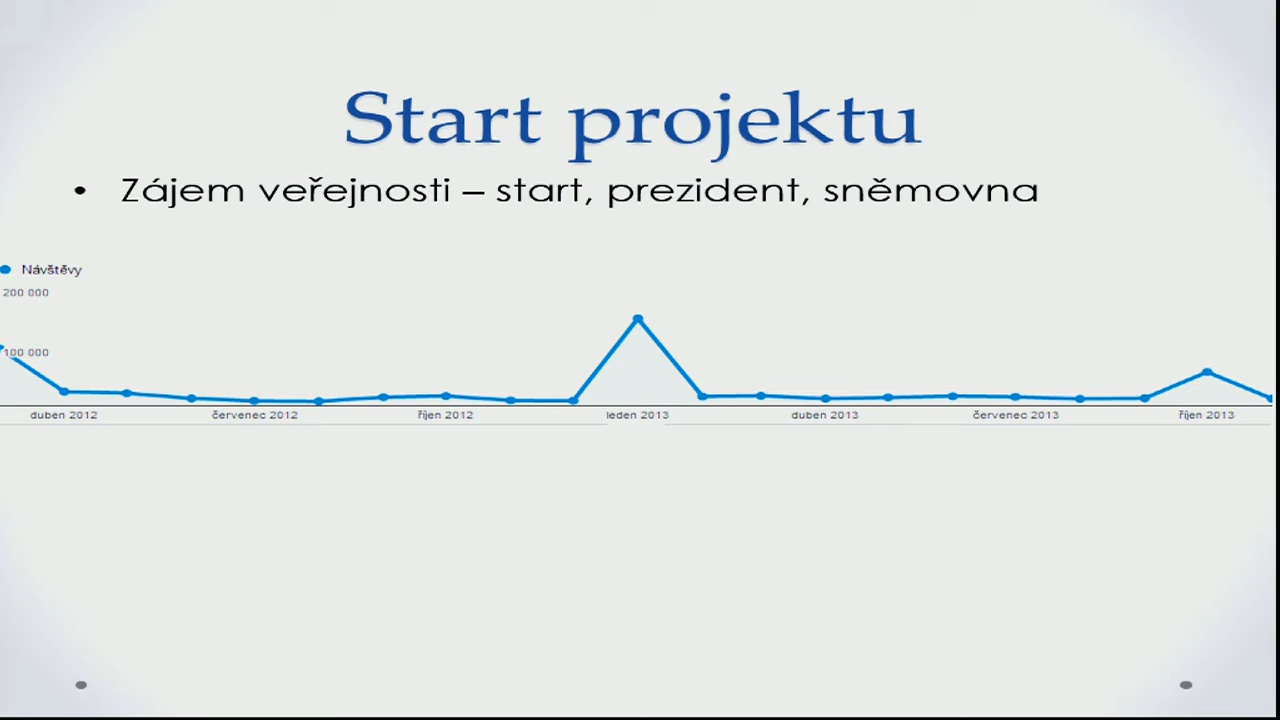 Start projektu
• Zájem veřejnosti – start, prezident, sněmovna
Návštěvy
200 000
100 000
duben 2012 červenec 2012 říjen 2012 leden 2013 duben 2013 červenec 2013 říjen 2013